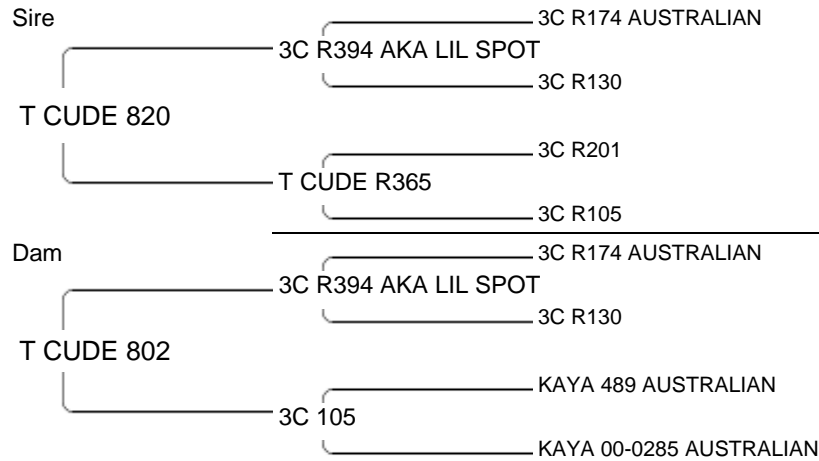 Sire
3C R174 AUSTRALIAN
3C R394 AKA LIL SPOT
3C R130
T CUDE 820
3C R201
T CUDE R365
3C R105
Dam
3C R174 AUSTRALIAN
3C R394 AKA LIL SPOT
3C R130
T CUDE 802
KAYA 489 AUSTRALIAN
3C 105
KAYA 00-0285 AUSTRALIAN